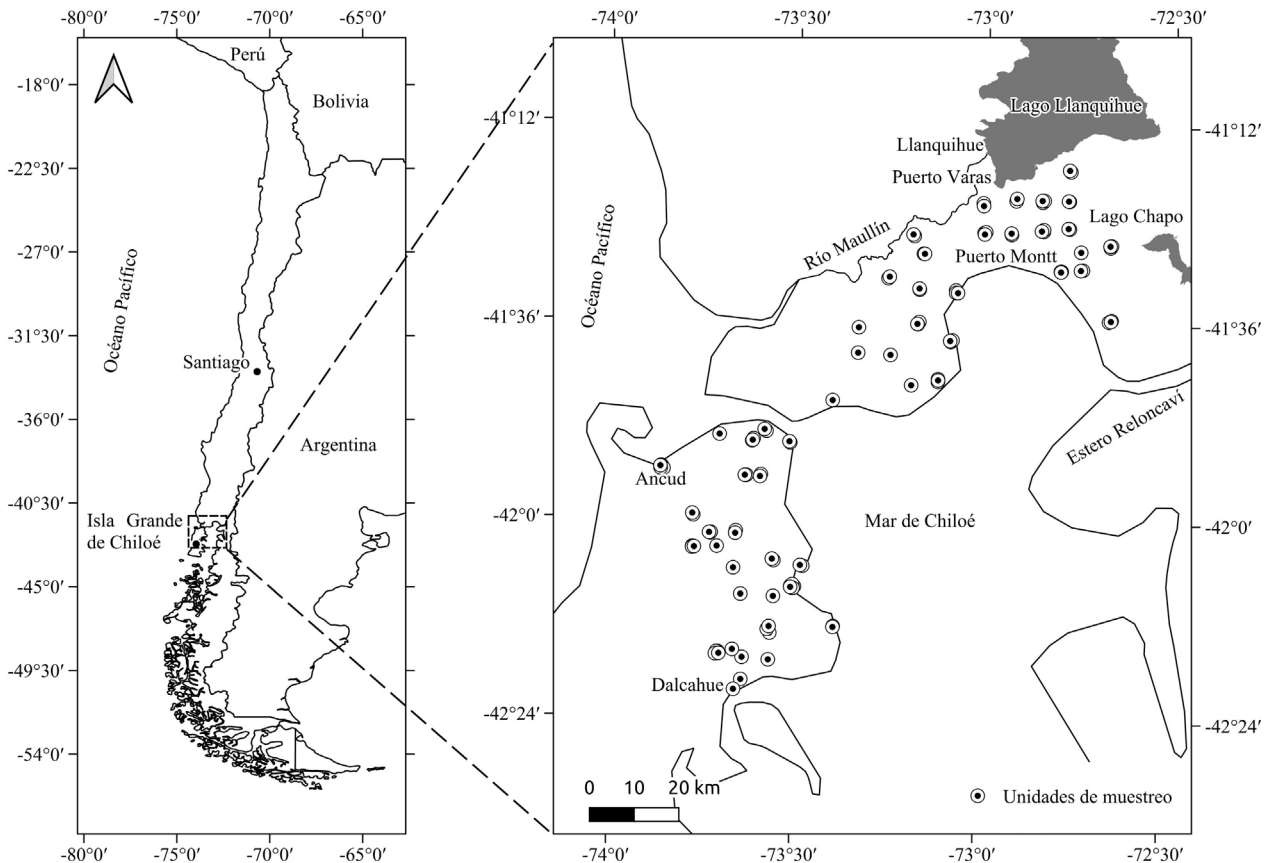 -80°0′ -75°0′ -70°0′ -65°0′
-74°0′ -73°30′ -73°0′ -72°30′
Perú
-18°0′
Bolivia
-22°30′
-27°0′
Océano Pacífico
-31°30′
Santiago
-36°0′
Argentina
-40°30′
Isla Grande
de Chiloé
-45°0′
-49°30′
-54°0′
-80°0′ -75°0′ -70°0′ -65°0′
Lago Llanquihue
-41°12′
-41°12′
Llanquihue
Puerto Varas
Lago Chapo
Océano Pacífico
Río Maullín
Puerto Montt
-41°36′
-41°36′
Estero Reloncaví
Ancud
-42°0′
Mar de Chiloé
-42°0′
Dalcahue
-42°24′
-42°24′
0 10 20 km
Unidades de muestreo
-74°0′ -73°30′ -73°0′ -72°30′